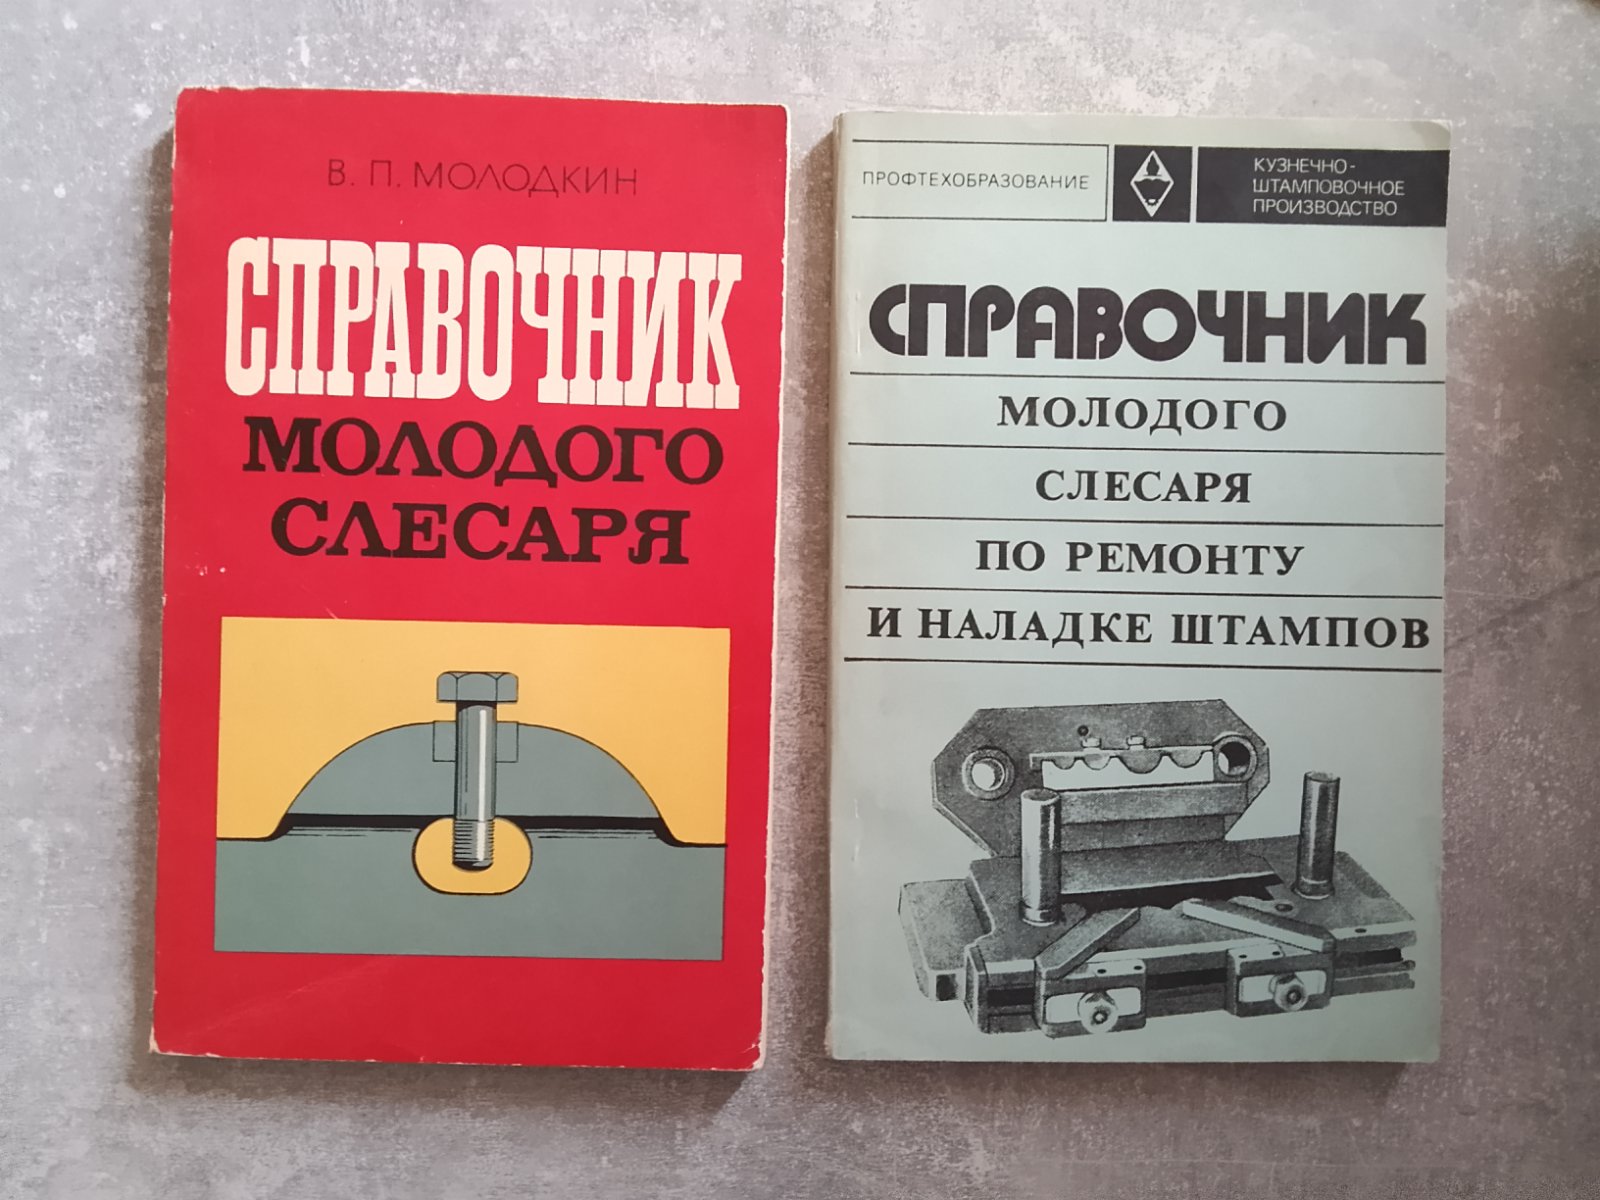 В. П. МОЛОДКИН
СПРАВОЧНИК
МОЛОДОГО
СЛЕСАРЯ
ПРОФТЕХОБРАЗОВАНИЕ
КУЗНЕЧНО-
ШТАМПОВОЧНОЕ
ПРОИЗВОДСТВО
СПРАВОЧНИК
МОЛОДОГО
СЛЕСАРЯ
ПО РЕМОНТУ
И НАЛАДКЕ ШТАМПОВ